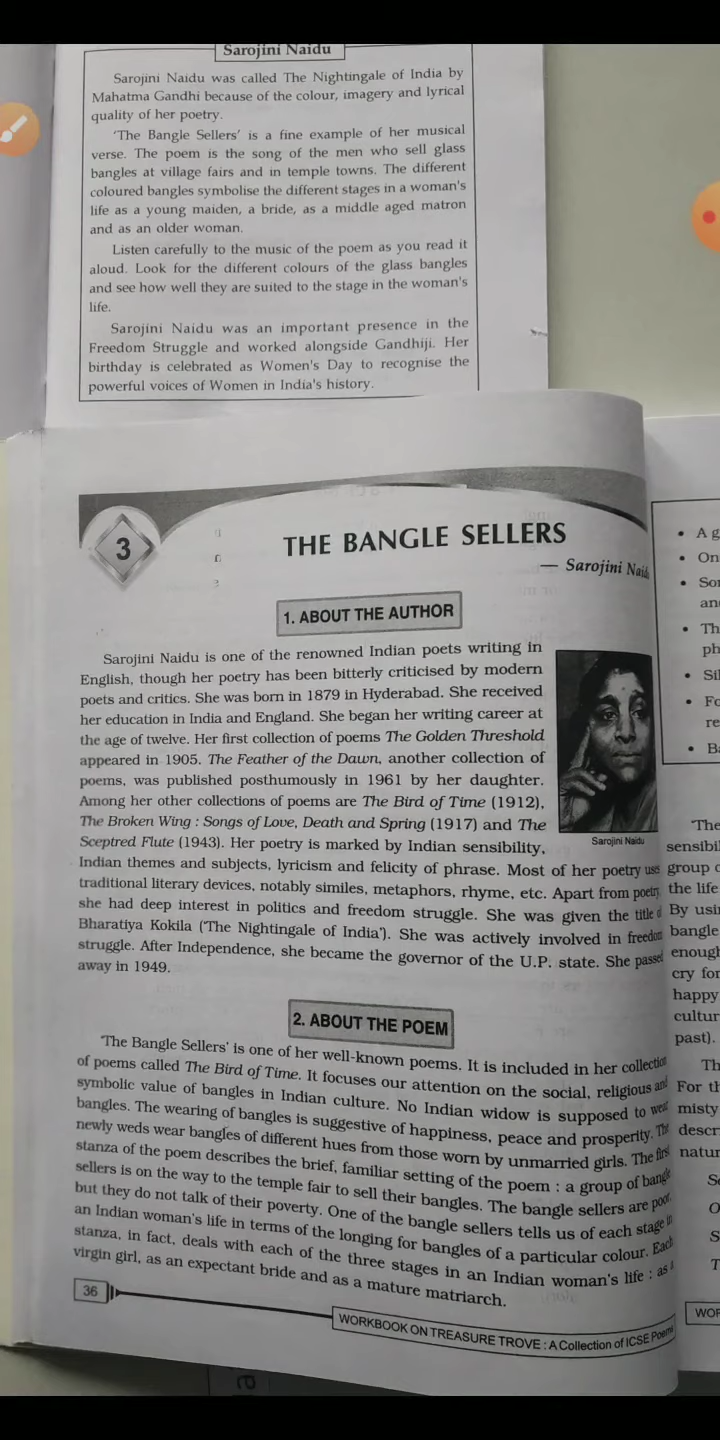 Sarojini Naidu
Sarojini Naidu was called The Nightingale of India by
Mahatma Gandhi because of the colour, imagery and lyrical
quality of her poetry.
'The Bangle Sellers' is a fine example of her musical
verse. The poem is the song of the men who sell glass
bangles at village fairs and in temple towns. The different
coloured bangles symbolise the different stages in a woman's
life as a young maiden, a bride, as a middle aged matron
and as an older woman.
Listen carefully to the music of the poem as you read it
aloud. Look for the different colours of the glass bangles
and see how well they are suited to the stage in the woman's
life.
Sarojini Naidu was an important presence in the
Freedom Struggle and worked alongside Gandhiji. Her
birthday is celebrated as Women's Day to recognise the
powerful voices of Women in India's history.
3
THE BANGLE SELLERS
— Sarojini
1. ABOUT THE AUTHOR
Sarojini Naidu is one of the renowned Indian poets writing in
English, though her poetry has been bitterly criticised by modern
poets and critics. She was born in 1879 in Hyderabad. She received
her education in India and England. She began her writing career at
the age of twelve. Her first collection of poems The Golden Threshold
appeared in 1905. The Feather of the Dawn, another collection of
poems, was published posthumously in 1961 by her daughter.
Among her other collections of poems are The Bird of Time (1912),
The Broken Wing : Songs of Love, Death and Spring (1917) and The
Sceptred Flute (1943). Her poetry is marked by Indian sensibility,
Indian themes and subjects, lyricism and felicity of phrase. Most of her poetry uses
traditional literary devices, notably similes, metaphors, rhyme, etc. Apart from poetry,
she had deep interest in politics and freedom struggle. She was given the title of
Bharatiya Kokila ('The Nightingale of India'). She was actively involved in freedom
struggle. After Independence, she became the governor of the U.P. state. She passed
away in 1949.
Sarojini Naidu
2. ABOUT THE POEM
'The Bangle Sellers' is one of her well-known poems. It is included in her collection
of poems called The Bird of Time. It focuses our attention on the social, religious and
symbolic value of bangles in Indian culture. No Indian widow is supposed to wear
bangles. The wearing of bangles is suggestive of happiness, peace and prosperity. The
newly weds wear bangles of different hues from those worn by unmarried girls. The first
stanza of the poem describes the brief, familiar setting of the poem : a group of bangle
sellers is on the way to the temple fair to sell their bangles. The bangle sellers are poor,
but they do not talk of their poverty. One of the bangle sellers tells us of each stage in
an Indian woman's life in terms of the longing for bangles of a particular colour. Each
stanza, in fact, deals with each of the three stages in an Indian woman's life : as a
virgin girl, as an expectant bride and as a mature matriarch.
36
WORKBOOK ON TREASURE TROVE : A Collection of ICSE Poems
• A
• On
•
•
•
•
•
'The
group
the life
By
bangle
enough
cry for
happy
past).
For
misty